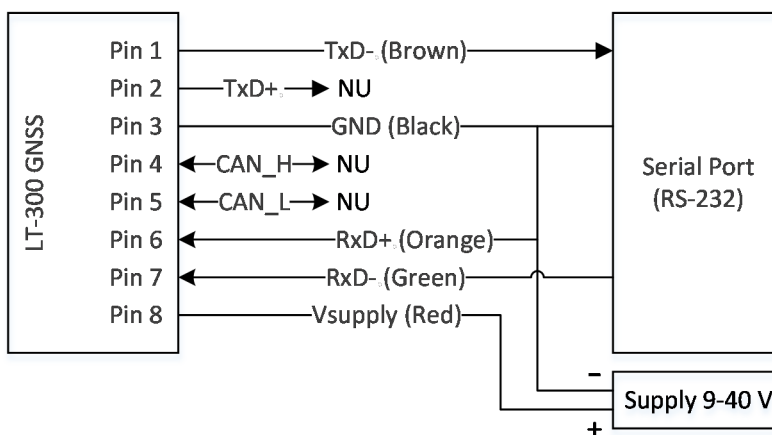 LT-300 GNSS
Pin 1
TxD- (Brown)
Pin 2
TxD+
NU
Pin 3
GND (Black)
Pin 4
CAN_H
NU
Pin 5
CAN_L
NU
Pin 6
RxD+ (Orange)
Pin 7
RxD- (Green)
Pin 8
Vsupply (Red)
Serial Port
(RS-232)
-
Supply 9-40 V
+